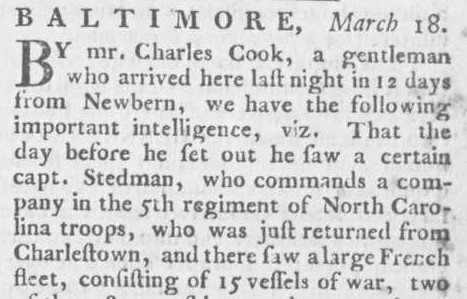 BALTIMORE, March 18.
BY mr. Charles Cook, a gentleman
who arrived here laſt night in 12 days
from Newbern, we have the following
important intelligence, viz. That the
day before he ſet out he ſaw a certain
capt. Stedman, who commands a com-
pany in the 5th regiment of North Caro-
lina troops, who was juſt returned from
Charleſtown, and there ſaw a large French
fleet, conſiſting of 15 veſſels of war, two